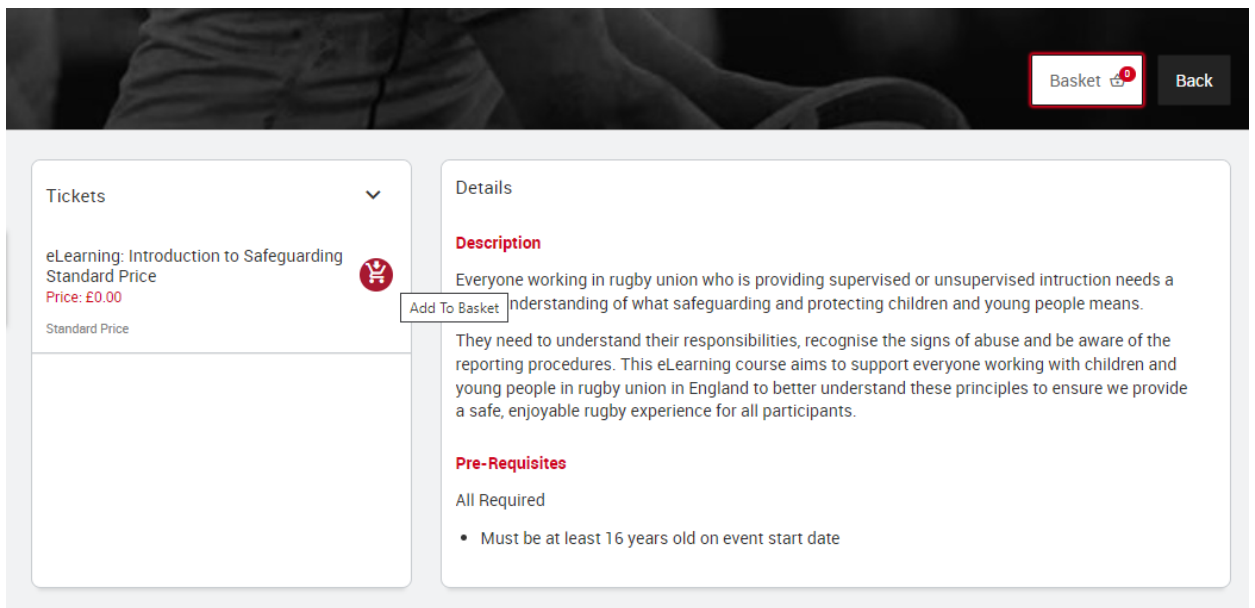 Basket 0
Back
Tickets
eLearning: Introduction to Safeguarding
Standard Price
Price: £0.00
Standard Price
Add To Basket
Details
Description
Everyone working in rugby union who is providing supervised or unsupervised intruction needs a
nderstanding of what safeguarding and protecting children and young people means.
They need to understand their responsibilities, recognise the signs of abuse and be aware of the
reporting procedures. This eLearning course aims to support everyone working with children and
young people in rugby union in England to better understand these principles to ensure we provide
a safe, enjoyable rugby experience for all participants.
Pre-Requisites
All Required
• Must be at least 16 years old on event start date